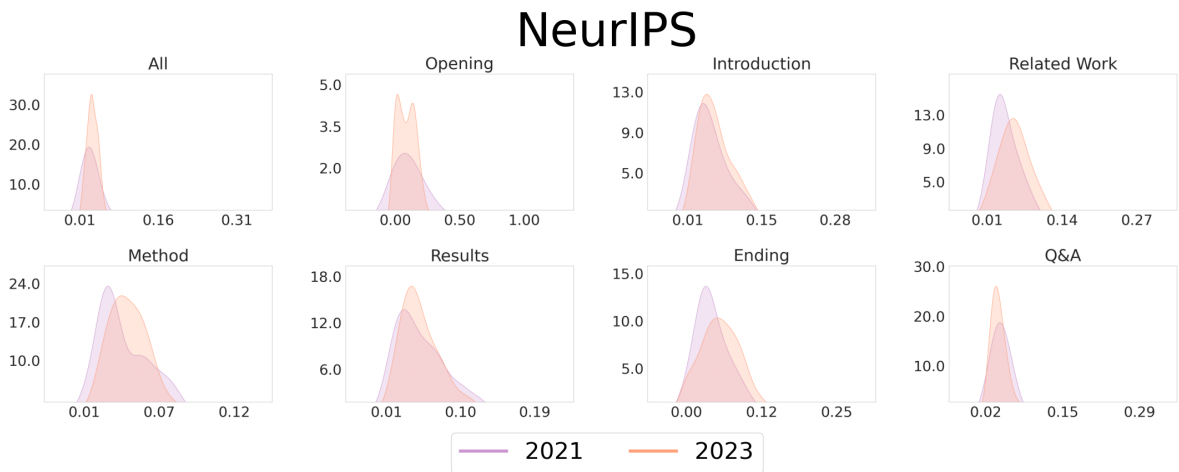 NeurIPS
All
Opening
Introduction
Related Work
30.0
20.0
10.0
0.01 0.16 0.31
5.0
3.5
2.0
0.00 0.50 1.00
13.0
9.0
5.0
0.01 0.15 0.28
13.0
9.0
5.0
0.01 0.14 0.27
Method
Results
Ending
Q&A
24.0
17.0
10.0
0.01 0.07 0.12
18.0
12.0
6.0
0.01 0.10 0.19
15.0
10.0
5.0
0.00 0.12 0.25
30.0
20.0
10.0
0.02 0.15 0.29
2021 2023